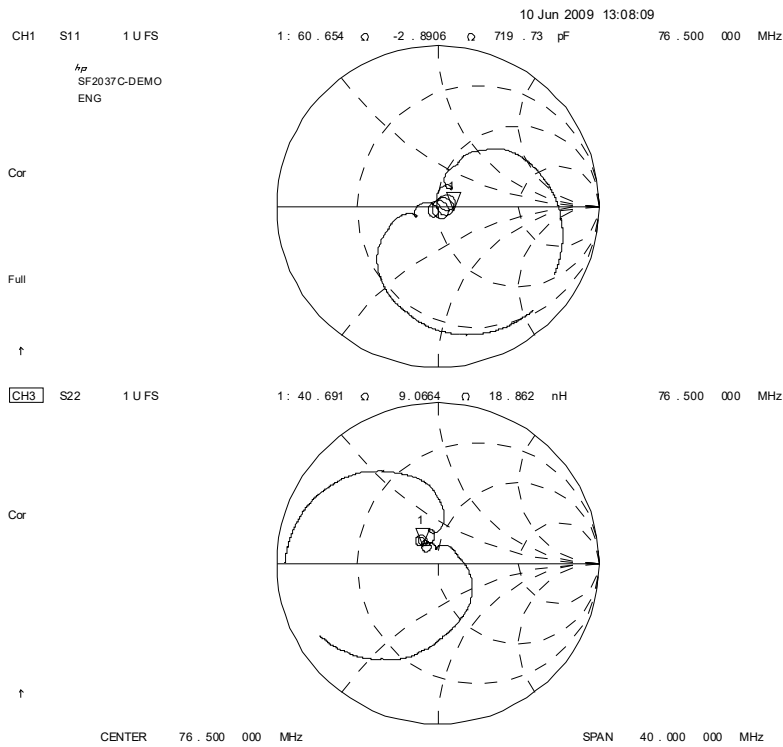 10 Jun 2009 13:08:09
CH1 S11 1 U FS 1: 60.654 Ω -2.8906 Ω 719.73 pF 76.500 000 MHz
hp
SF2037C-DEMO
ENG
Cor
Full
↑
CH3 S22 1 U FS 1: 40.691 Ω 9.0664 Ω 18.862 nH 76.500 000 MHz
1
Cor
↑
CENTER 76.500 000 MHz SPAN 40.000 000 MHz